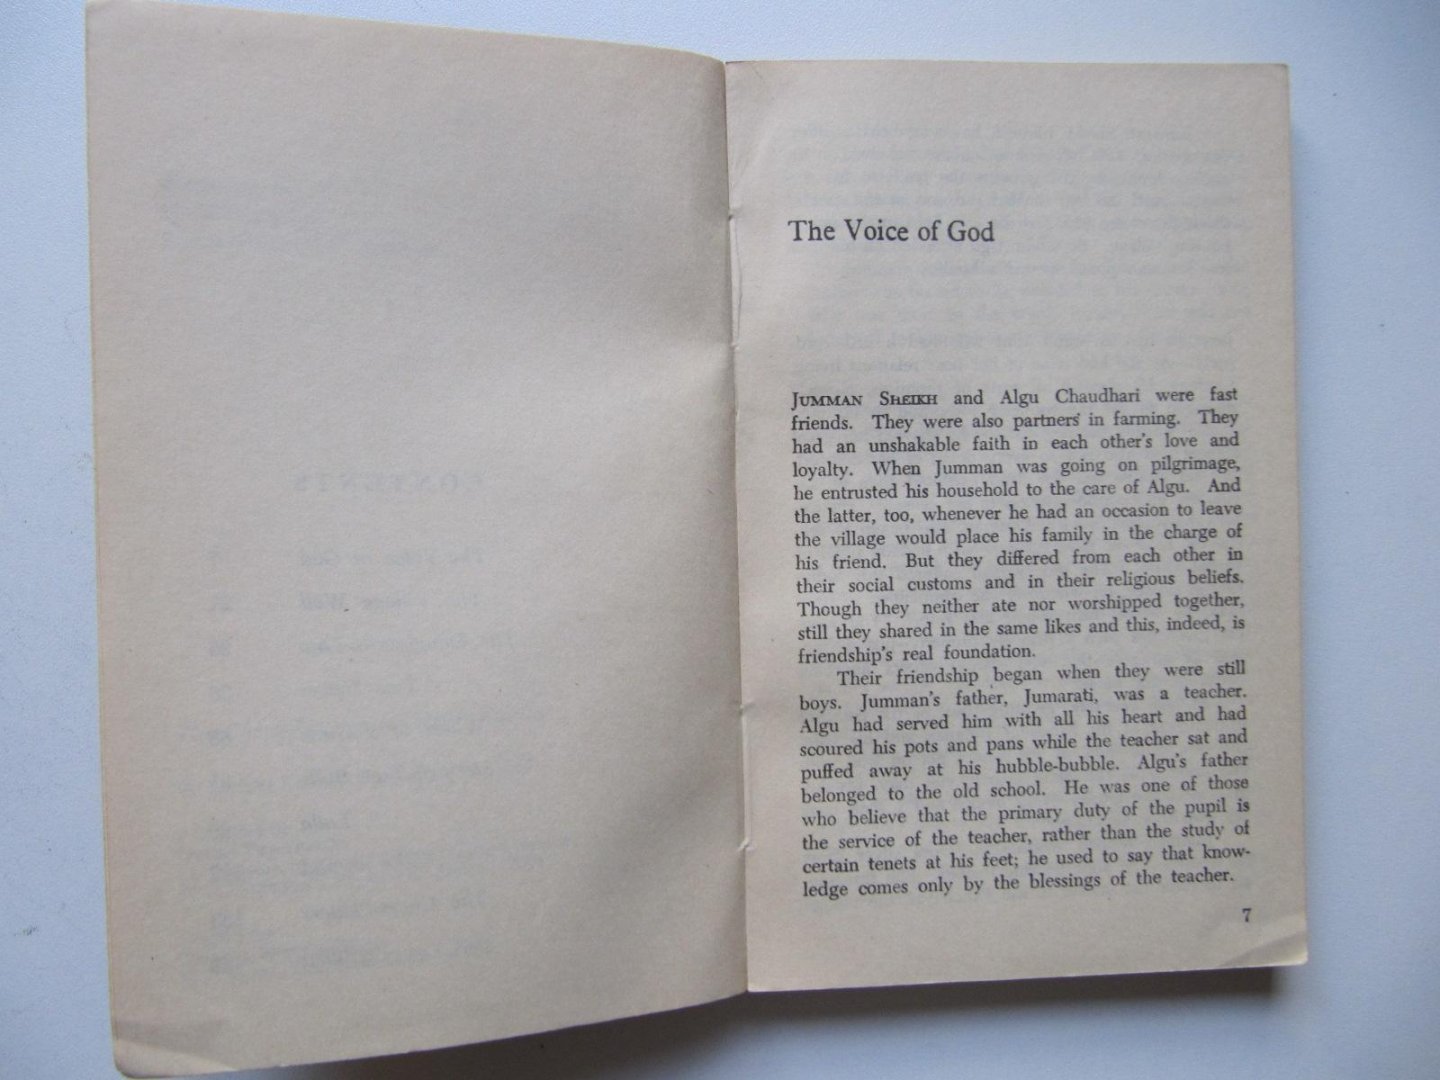 The Voice of God
JUMMAN SHEIKH and Algu Chaudhari were fast
friends. They were also partners in farming. They
had an unshakable faith in each other's love and
loyalty. When Jumman was going on pilgrimage,
he entrusted his household to the care of Algu. And
the latter, too, whenever he had an occasion to leave
the village would place his family in the charge of
his friend. But they differed from each other in
their social customs and in their religious beliefs.
Though they neither ate nor worshipped together,
still they shared in the same likes and this, indeed, is
friendship's real foundation.
Their friendship began when they were still
boys. Jumman's father, Jumarati, was a teacher.
Algu had served him with all his heart and had
scoured his pots and pans while the teacher sat and
puffed away at his hubble-bubble. Algu's father
belonged to the old school. He was one of those
who believe that the primary duty of the pupil is
the service of the teacher, rather than the study of
certain tenets at his feet; he used to say that know-
ledge comes only by the blessings of the teacher.
7